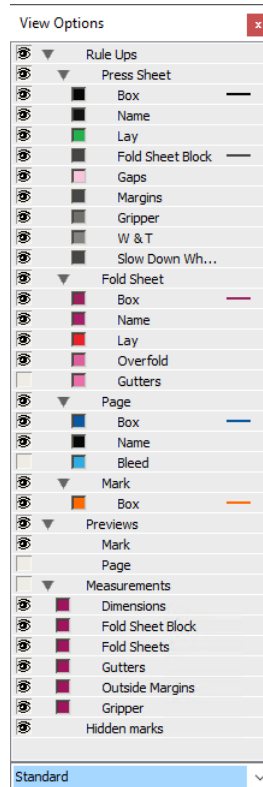 View Options
x
Rule Ups
Press Sheet
Box
Name
Lay
Fold Sheet Block
Gaps
Margins
Gripper
W & T
Slow Down Wh...
Fold Sheet
Box
Name
Lay
Overfold
Gutters
Page
Box
Name
Bleed
Mark
Box
Previews
Mark
Page
Measurements
Dimensions
Fold Sheet Block
Fold Sheets
Gutters
Outside Margins
Gripper
Hidden marks
Standard